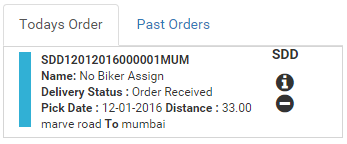 Todays Order Past Orders
SDD12012016000001MUM SDD
Name: No Biker Assign
Delivery Status : Order Received
Pick Date : 12-01-2016 Distance : 33.00
marve road To mumbai